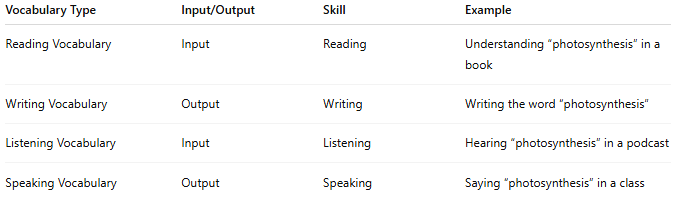 Vocabulary Type Input/Output Skill Example
Reading Vocabulary Input Reading Understanding “photosynthesis” in a
book
Writing Vocabulary Output Writing Writing the word “photosynthesis”
Listening Vocabulary Input Listening Hearing “photosynthesis” in a podcast
Speaking Vocabulary Output Speaking Saying “photosynthesis” in a class